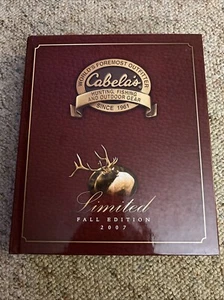 WORLD'S FOREMOST OUTFITTER
Cabela's
HUNTING, FISHING
AND OUTDOOR GEAR
SINCE 1961
Limited
FALL EDITION
2007